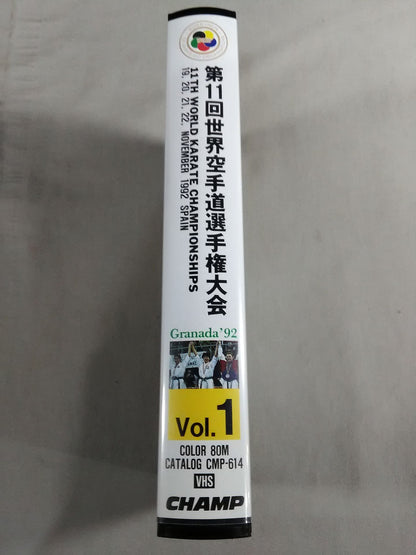 第11回世界空手道選手権大会
11TH WORLD KARATE CHAMPIONSHIPS
19. 20. 21. 22. NOVEMBER 1992 SPAIN
Granada'92
Vol.1
COLOR 80M
CATALOG CMP-614
VHS
CHAMP